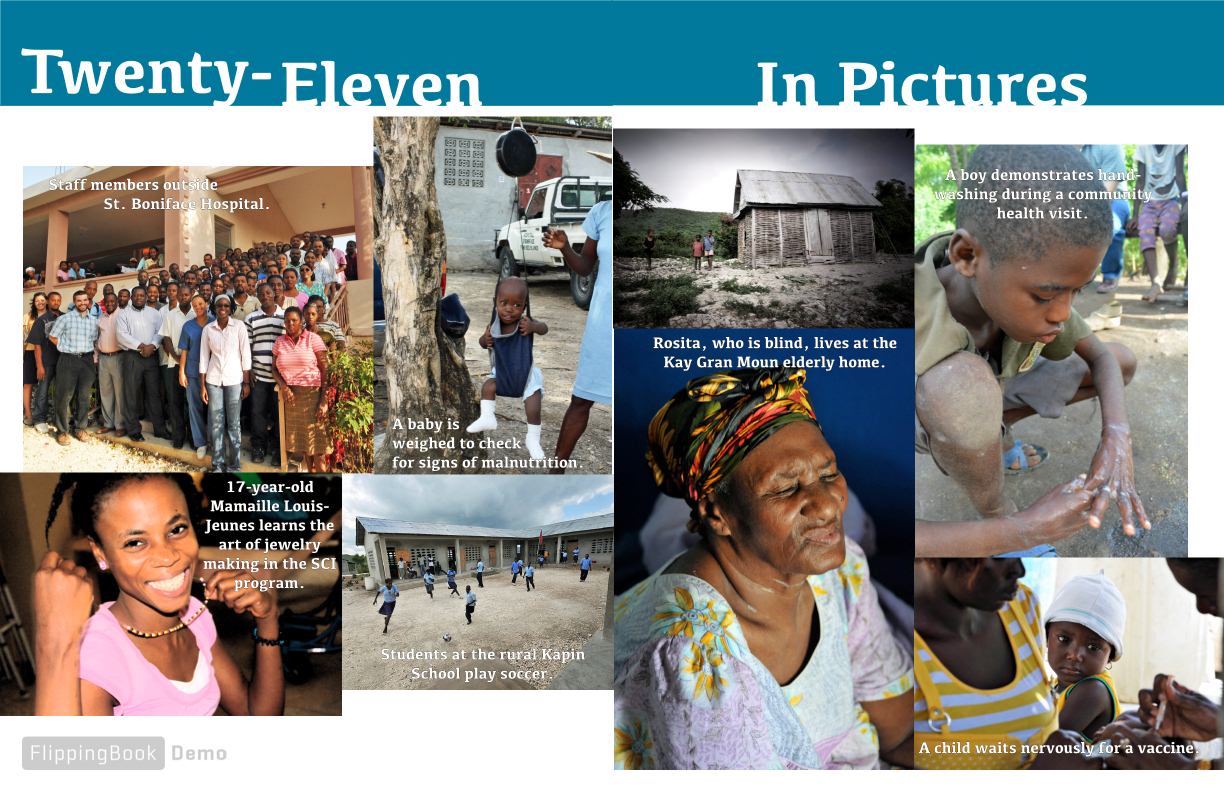 Twenty-Eleven
In Pictures
Staff members outside
St. Boniface Hospital.
A baby is
weighed to check
for signs of malnutrition.
17-year-old
Mamaille Louis-
Jeunes learns the
art of jewelry
making in the SCI
program.
Students at the rural Kapin
School play soccer.
Rosita, who is blind, lives at the
Kay Gran Moun elderly home.
A boy demonstrates hand-
washing during a community
health visit.
A child waits nervously for a vaccine.
FlippingBook Demo